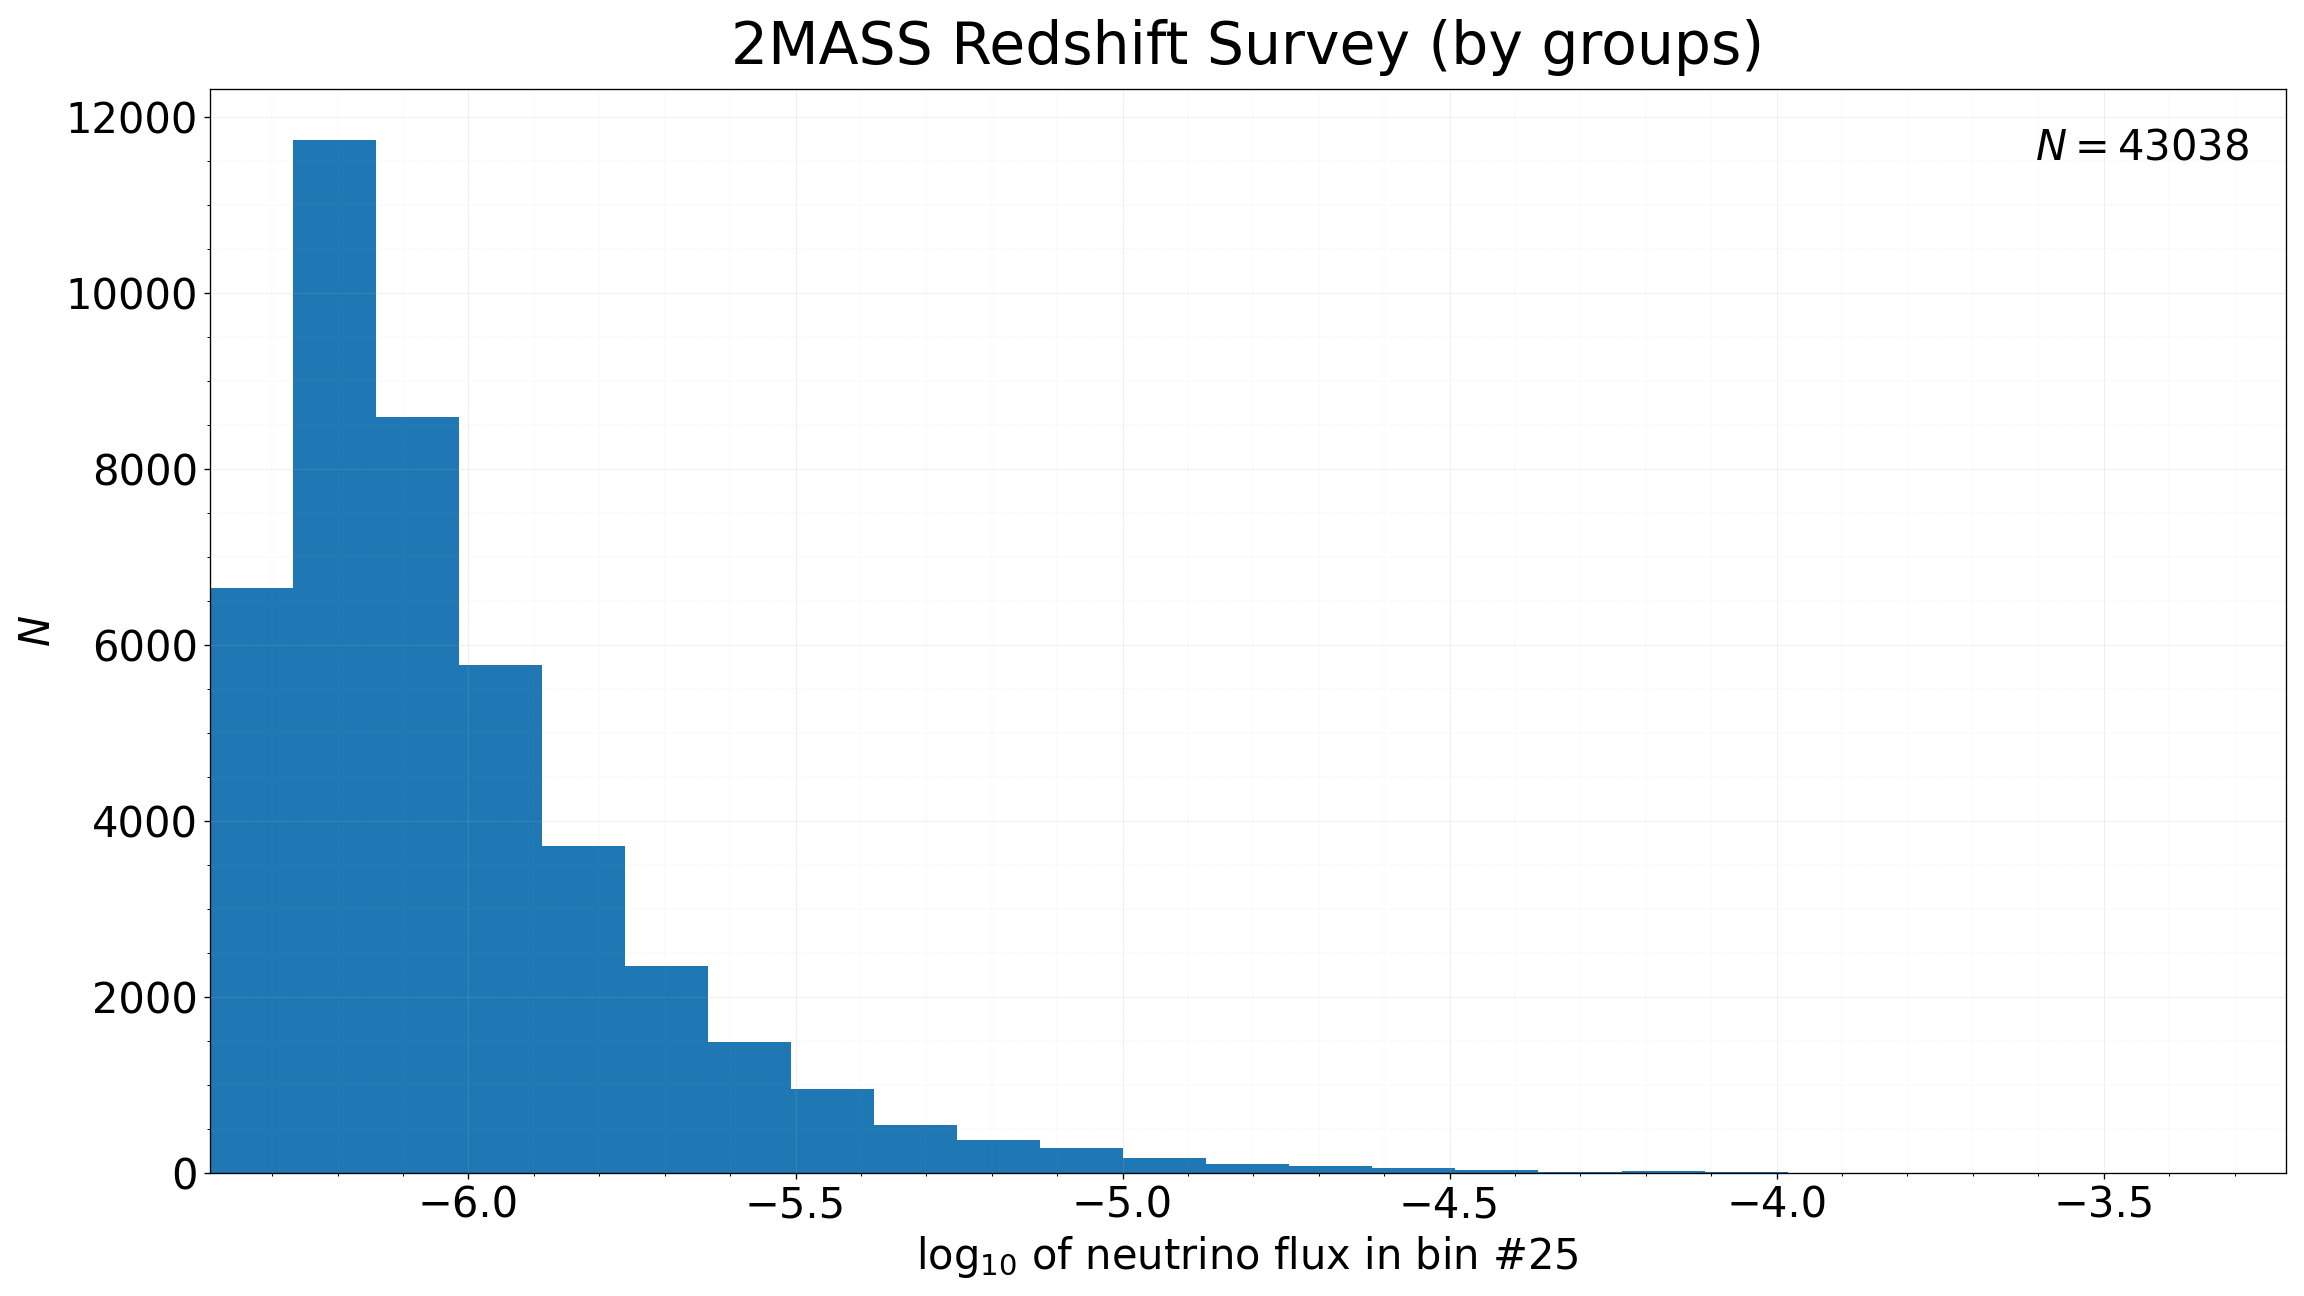 2MASS Redshift Survey (by groups)
N = 43038
12000
10000
8000
6000
4000
2000
0
N
−6.0 −5.5 −5.0 −4.5 −4.0 −3.5
log₁₀ of neutrino flux in bin #25